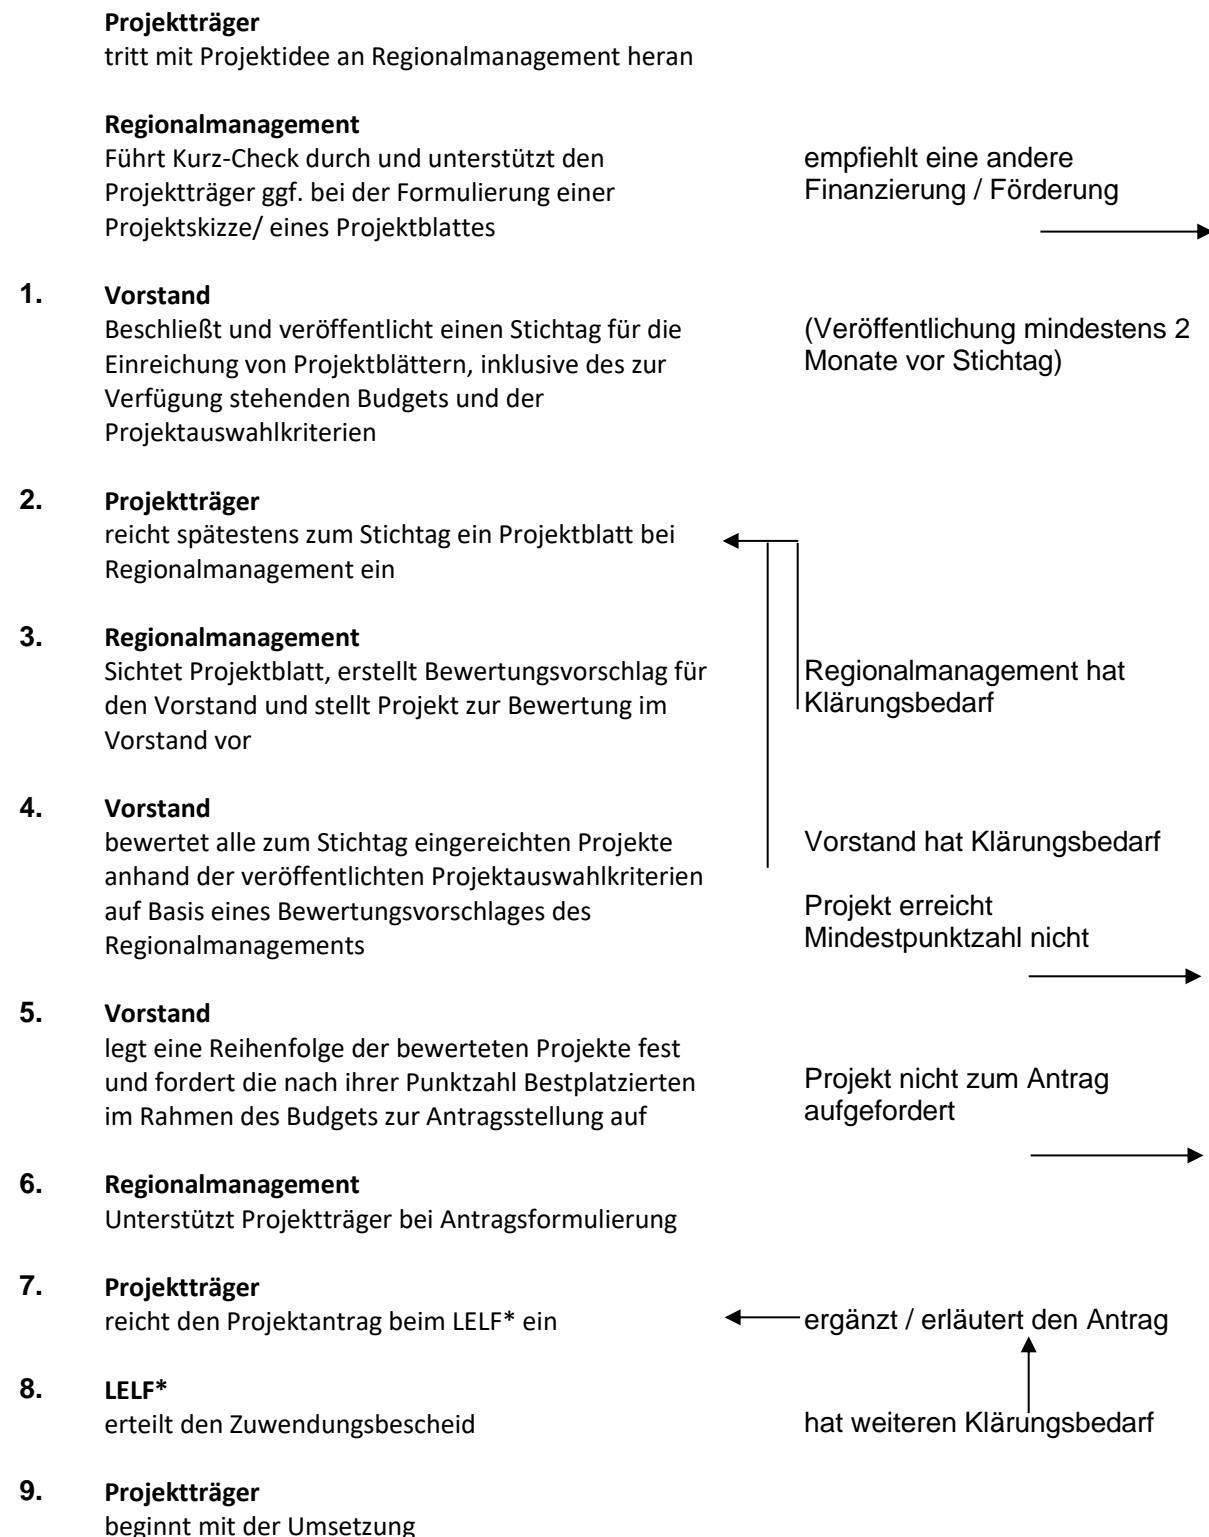 Projektträger
tritt mit Projektidee an Regionalmanagement heran
Regionalmanagement
Führt Kurz-Check durch und unterstützt den
Projektträger ggf. bei der Formulierung einer
Projektskizze/ eines Projektblattes
empfiehlt eine andere
Finanzierung / Förderung
1. Vorstand
Beschließt und veröffentlicht einen Stichtag für die
Einreichung von Projektblättern, inklusive des zur
Verfügung stehenden Budgets und der
Projektauswahlkriterien
(Veröffentlichung mindestens 2
Monate vor Stichtag)
2. Projektträger
reicht spätestens zum Stichtag ein Projektblatt bei
Regionalmanagement ein
3. Regionalmanagement
Sichtet Projektblatt, erstellt Bewertungsvorschlag für
den Vorstand und stellt Projekt zur Bewertung im
Vorstand vor
Regionalmanagement hat
Klärungsbedarf
4. Vorstand
bewertet alle zum Stichtag eingereichten Projekte
anhand der veröffentlichten Projektauswahlkriterien
auf Basis eines Bewertungsvorschlages des
Regionalmanagements
Vorstand hat Klärungsbedarf
Projekt erreicht
Mindestpunktzahl nicht
5. Vorstand
legt eine Reihenfolge der bewerteten Projekte fest
und fordert die nach ihrer Punktzahl Bestplatzierten
im Rahmen des Budgets zur Antragsstellung auf
Projekt nicht zum Antrag
aufgefordert
6. Regionalmanagement
Unterstützt Projektträger bei Antragsformulierung
7. Projektträger
reicht den Projektantrag beim LELF* ein
ergänzt / erläutert den Antrag
8. LELF*
erteilt den Zuwendungsbescheid
hat weiteren Klärungsbedarf
9. Projektträger
beginnt mit der Umsetzung